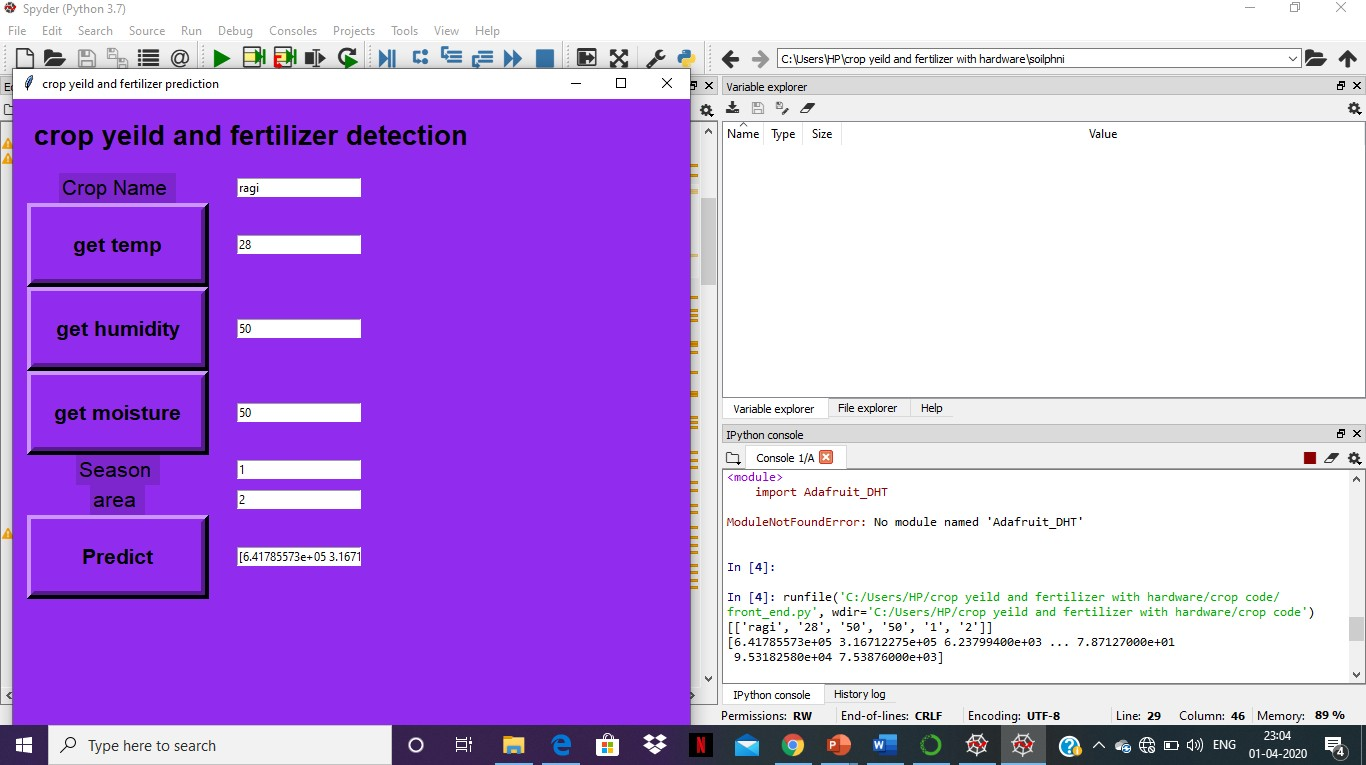 Spyder (Python 3.7)
File Edit Search Source Run Debug Consoles Projects Tools View Help
C:\Users\HP\crop yeild and fertilizer with hardware\soilphni
crop yeild and fertilizer prediction
crop yeild and fertilizer detection
Crop Name ragi
get temp 28
get humidity 50
get moisture 50
Season 1
area 2
Predict [6.41785573e+05 3.1671
Variable explorer
Name Type Size Value
Variable explorer File explorer Help
IPython console
Console 1/A
<module>
import Adafruit_DHT
ModuleNotFoundError: No module named 'Adafruit_DHT'
In [4]:
In [4]: runfile('C:/Users/HP/crop yeild and fertilizer with hardware/crop code/
front_end.py', wdir='C:/Users/HP/crop yeild and fertilizer with hardware/crop code')
[['ragi', '28', '50', '50', '1', '2']]
[6.41785573e+05 3.16712275e+05 6.23799400e+03 ... 7.87127000e+01
9.53182580e+04 7.53876000e+03]
IPython console History log
Permissions: RW End-of-lines: CRLF Encoding: UTF-8 Line: 29 Column: 46 Memory: 89 %
Type here to search
ENG
23:04
01-04-2020
4